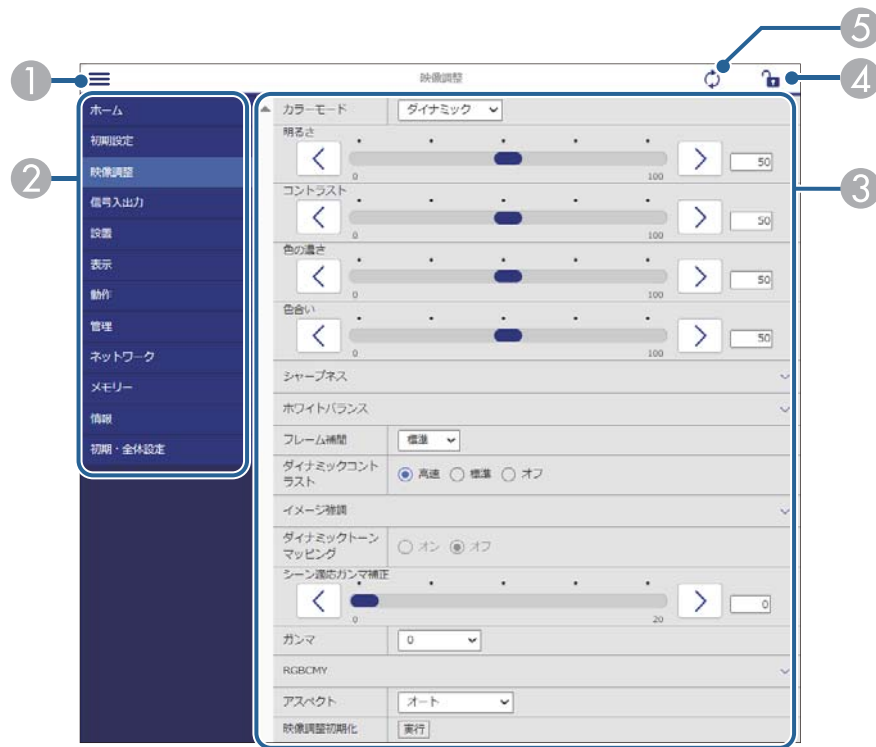 5
1
映像調整
4
ホーム
初期設定
映像調整
信号入出力
設置
表示
動作
管理
ネットワーク
メモリー
情報
初期・全体設定
2
3
カラーモード ダイナミック
明るさ
0 100 50
コントラスト
0 100 50
色の濃さ
0 100 50
色合い
0 100 50
シャープネス
ホワイトバランス
フレーム補間 標準
ダイナミックコント
ラスト
高速 標準 オフ
イメージ強調
ダイナミックトーン
マッピング
オン オフ
シーン適応ガンマ補正
0 20 0
ガンマ 0
RGBCMY
アスペクト オート
映像調整初期化 実行